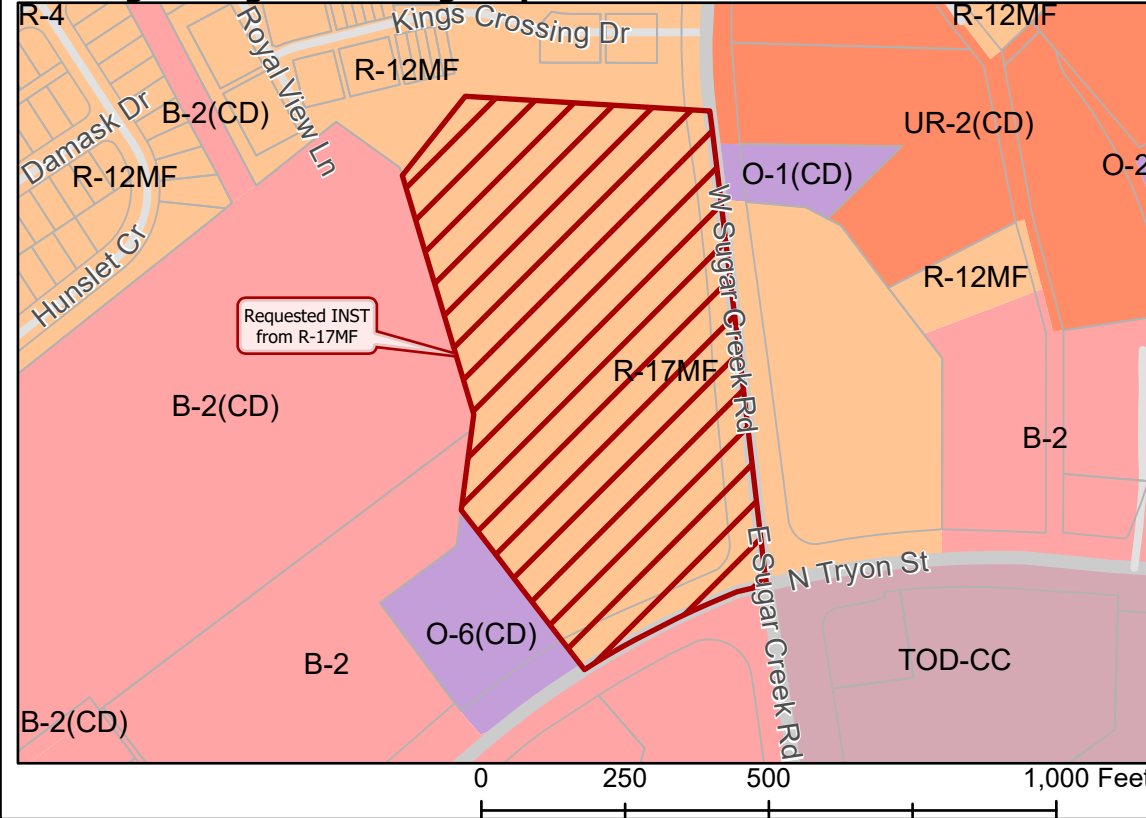 R-4
Royal View Ln
Kings Crossing Dr
R-12MF
R-12MF
B-2(CD)
UR-2(CD)
Damask Dr
R-12MF
O-1(CD)
O-2
Hunslet Cr
W Sugar Creek Rd
R-12MF
Requested INST
from R-17MF
R-17MF
B-2(CD)
B-2
E Sugar Creek Rd
N Tryon St
O-6(CD)
B-2
TOD-CC
B-2(CD)
0
250
500
1,000 Feet